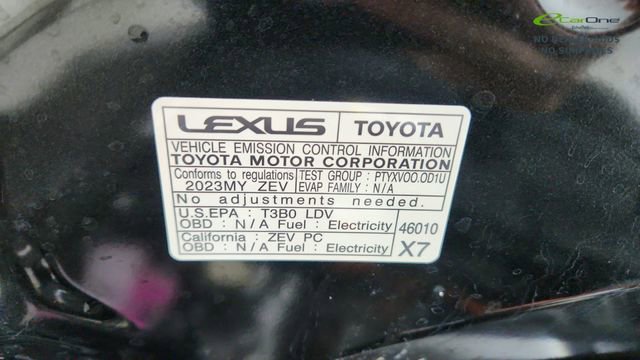 eCarOne
LEXUS TOYOTA
VEHICLE EMISSION CONTROL INFORMATION
TOYOTA MOTOR CORPORATION
Conforms to regulations : 2023MY ZEV
TEST GROUP : PTYXV00.0D1U
EVAP FAMILY : N/A
No adjustments needed.
U.S.EPA : T3B0 LDV
OBD : N/A Fuel : Electricity
46010
California : ZEV PC
OBD : N/A Fuel : Electricity
X7